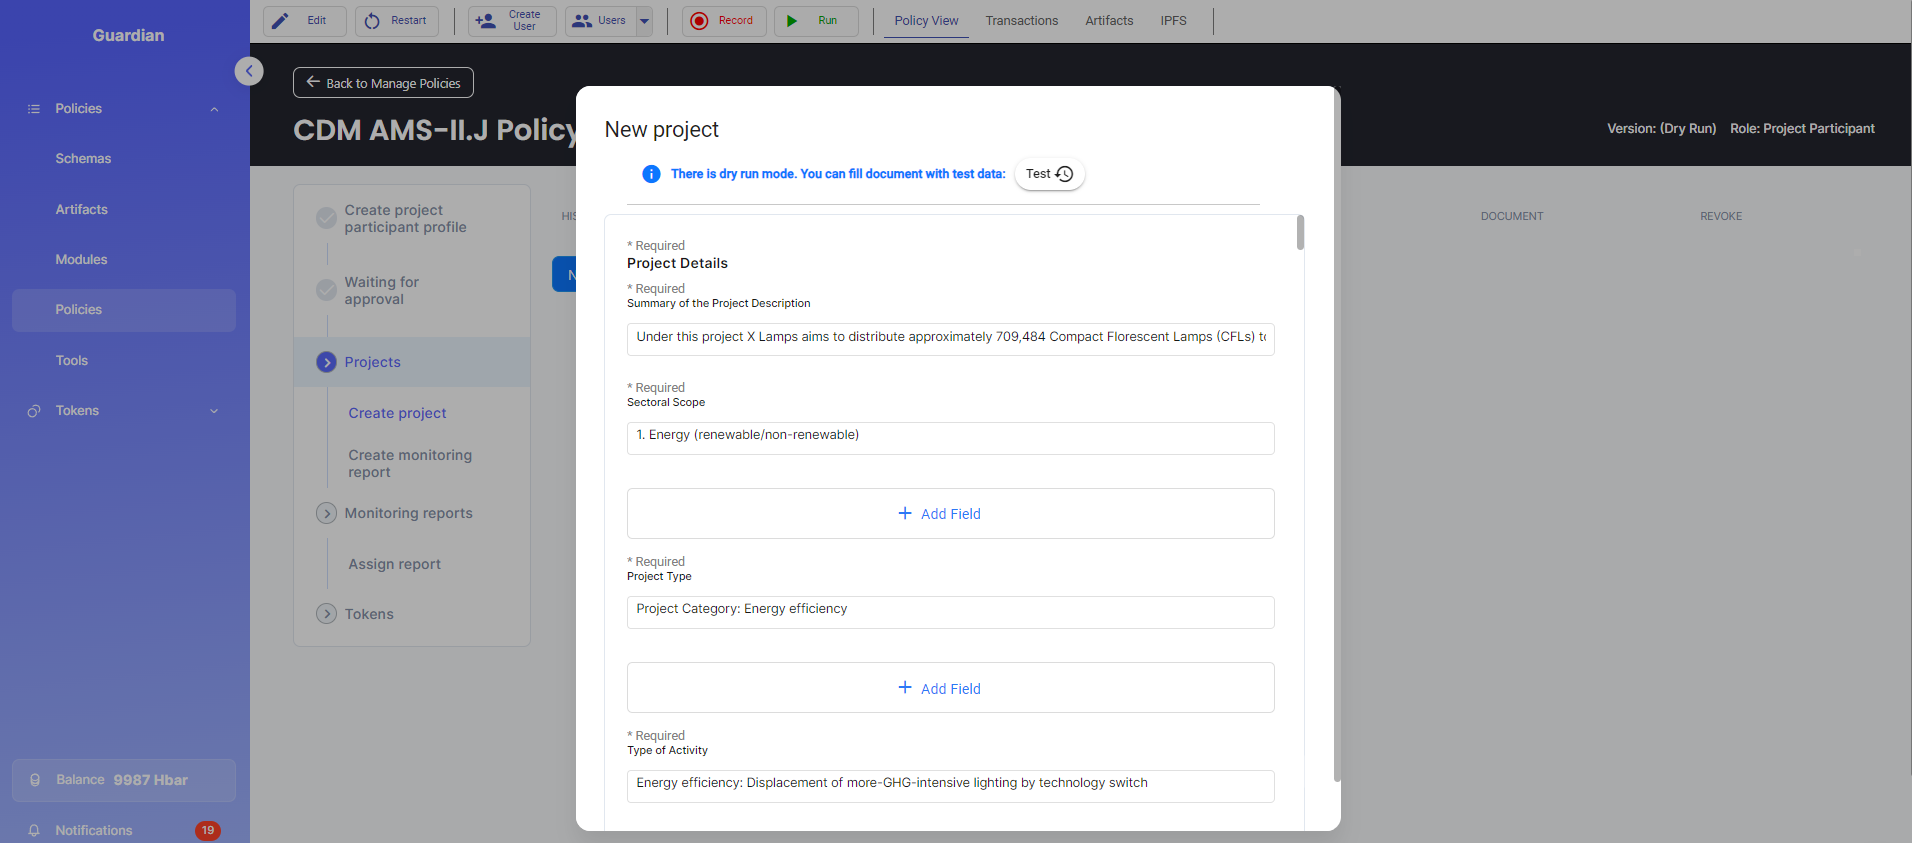 Guardian
Policies
Schemas
Artifacts
Modules
Policies
Tools
Tokens
Balance 9987 Hbar
Notifications 19
Edit
Restart
Create
User
Users
Record
Run
Policy View
Transactions
Artifacts
IPFS
Back to Manage Policies
CDM AMS-II.J Policy
Version: (Dry Run) Role: Project Participant
Create project
participant profile
Waiting for
approval
Projects
Create project
Create monitoring
report
Monitoring reports
Assign report
Tokens
DOCUMENT
REVOKE
New project
There is dry run mode. You can fill document with test data:
Test
* Required
Project Details
* Required
Summary of the Project Description
Under this project X Lamps aims to distribute approximately 709,484 Compact Florescent Lamps (CFLs) to
* Required
Sectoral Scope
1. Energy (renewable/non-renewable)
+ Add Field
* Required
Project Type
Project Category: Energy efficiency
+ Add Field
* Required
Type of Activity
Energy efficiency: Displacement of more-GHG-intensive lighting by technology switch